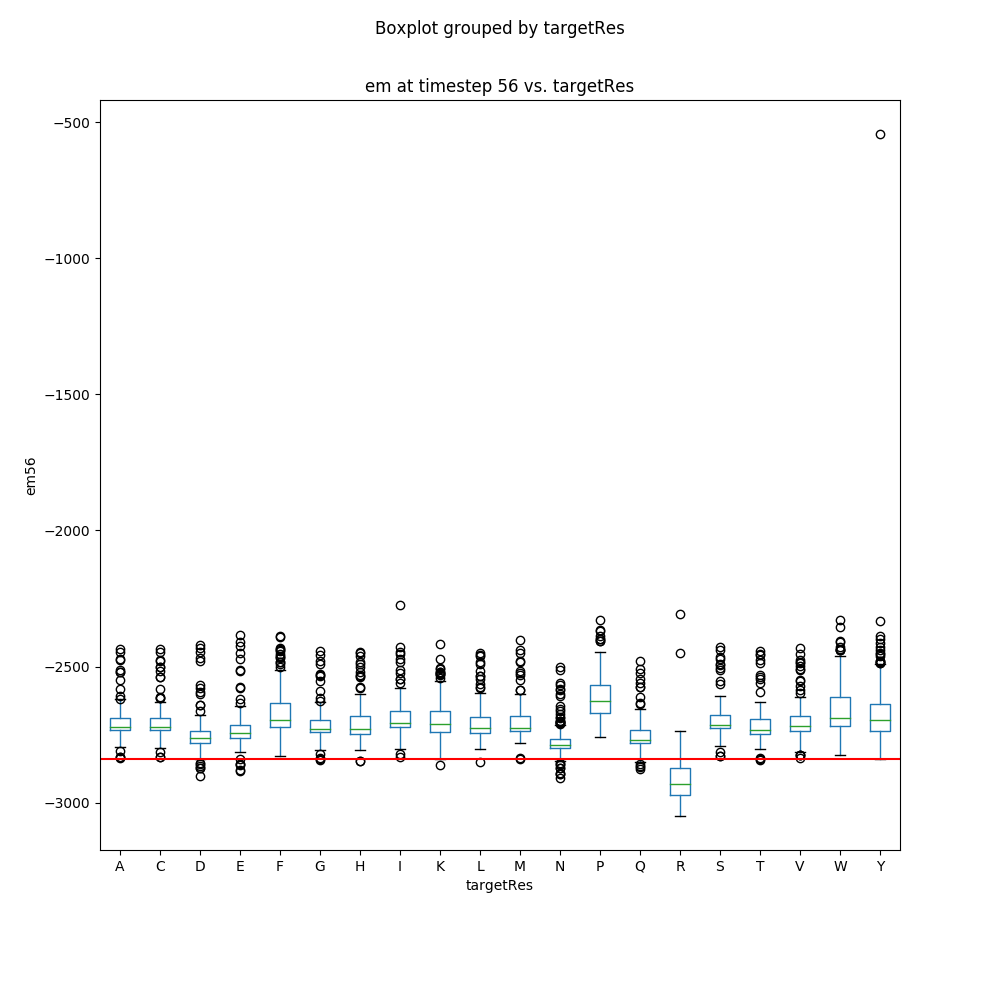 Boxplot grouped by targetRes
em at timestep 56 vs. targetRes
−500
−1000
−1500
−2000
−2500
−3000
em56
A C D E F G H I K L M N P Q R S T V W Y
targetRes